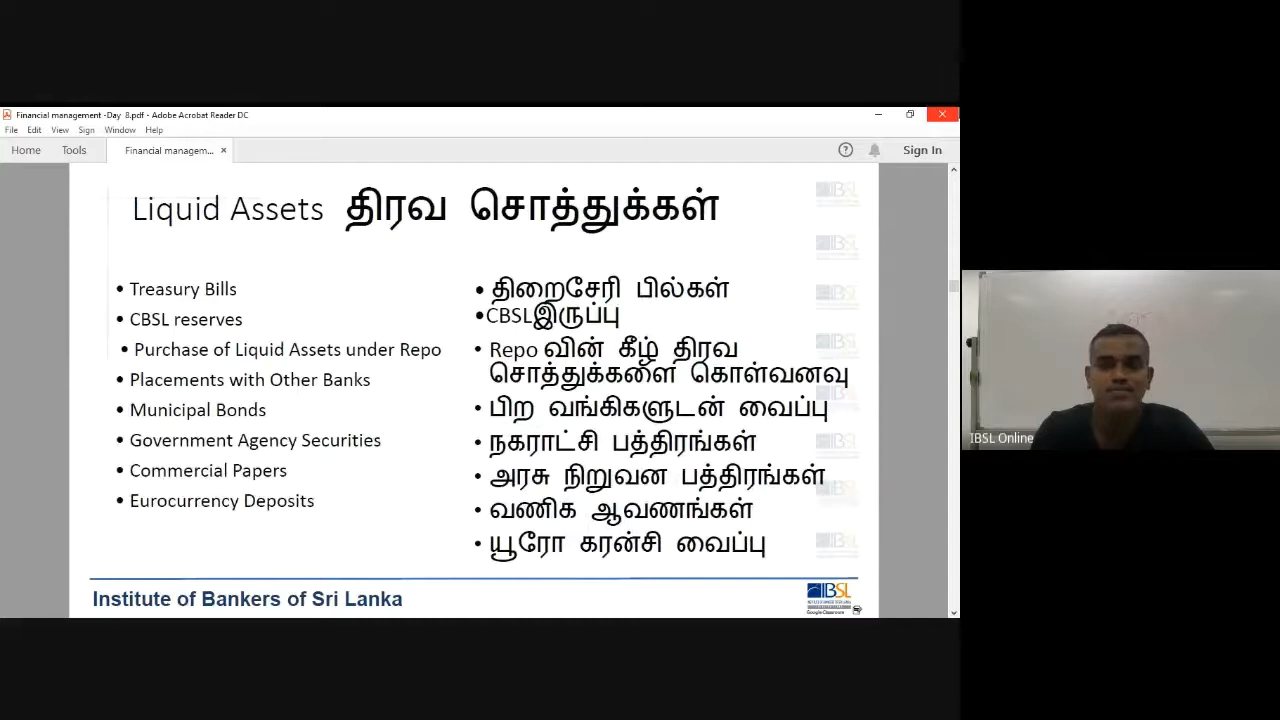 Financial management -Day 8.pdf - Adobe Acrobat Reader DC
File Edit View Sign Window Help
Home Tools Financial managem... Sign In
Liquid Assets திரவ சொத்துக்கள்
• Treasury Bills
• CBSL reserves
• Purchase of Liquid Assets under Repo
• Placements with Other Banks
• Municipal Bonds
• Government Agency Securities
• Commercial Papers
• Eurocurrency Deposits
• திறைசேரி பில்கள்
•CBSLஇருப்பு
• Repo வின் கீழ் திரவ
சொத்துக்களை கொள்வனவு
• பிற வங்கிகளுடன் வைப்பு
• நகராட்சி பத்திரங்கள்
• அரசு நிறுவன பத்திரங்கள்
• வணிக ஆவணங்கள்
• யூரோ கரன்சி வைப்பு
Institute of Bankers of Sri Lanka
IBSL
Google Classroom
IBSL Online